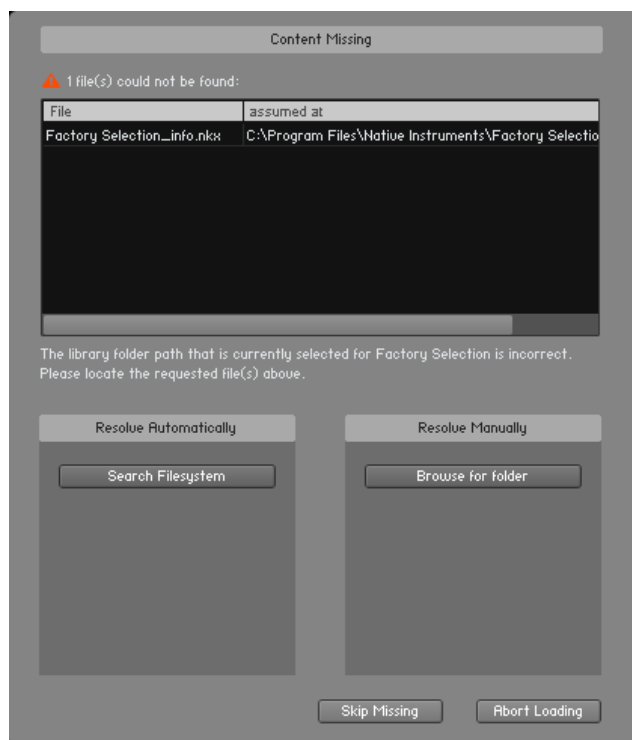 Content Missing
1 file(s) could not be found:
File assumed at
Factory Selection_info.nkx C:\Program Files\Native Instruments\Factory Selectio
The library folder path that is currently selected for Factory Selection is incorrect.
Please locate the requested file(s) above.
Resolve Automatically Resolve Manually
Search Filesystem Browse for folder
Skip Missing Abort Loading